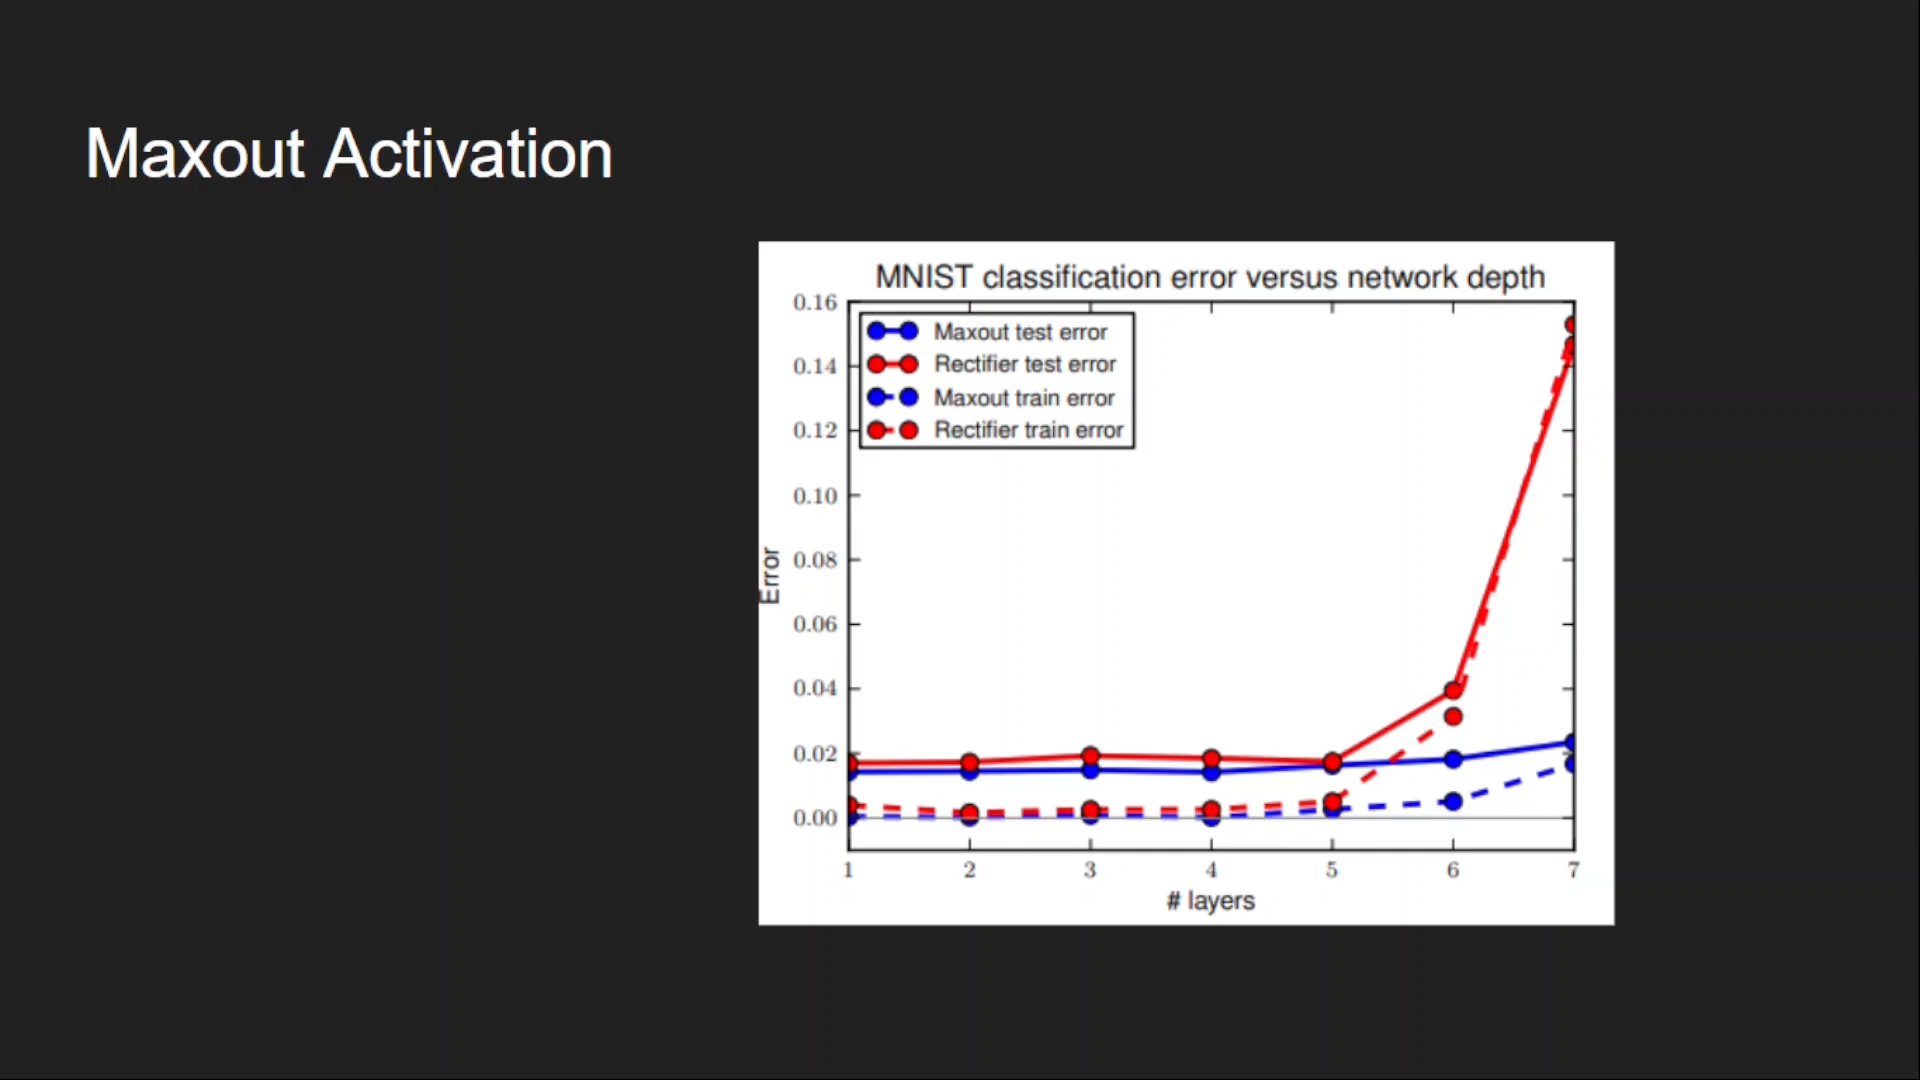 Maxout Activation
MNIST classification error versus network depth
0.16
0.14
0.12
0.10
0.08
0.06
0.04
0.02
0.00
Error
Maxout test error
Rectifier test error
Maxout train error
Rectifier train error
1 2 3 4 5 6 7
# layers